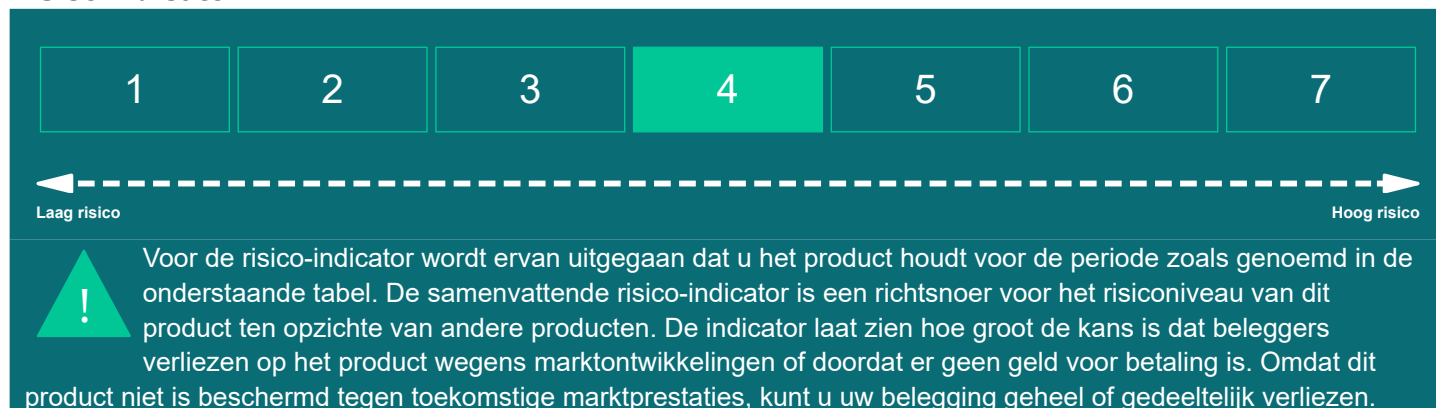 1 2 3 4 5 6 7
Laag risico Hoog risico
Voor de risico-indicator wordt ervan uitgegaan dat u het product houdt voor de periode zoals genoemd in de
onderstaande tabel. De samenvattende risico-indicator is een richtsnoer voor het risiconiveau van dit
! product ten opzichte van andere producten. De indicator laat zien hoe groot de kans is dat beleggers
verliezen op het product wegens marktontwikkelingen of doordat er geen geld voor betaling is. Omdat dit
product niet is beschermd tegen toekomstige marktprestaties, kunt u uw belegging geheel of gedeeltelijk verliezen.